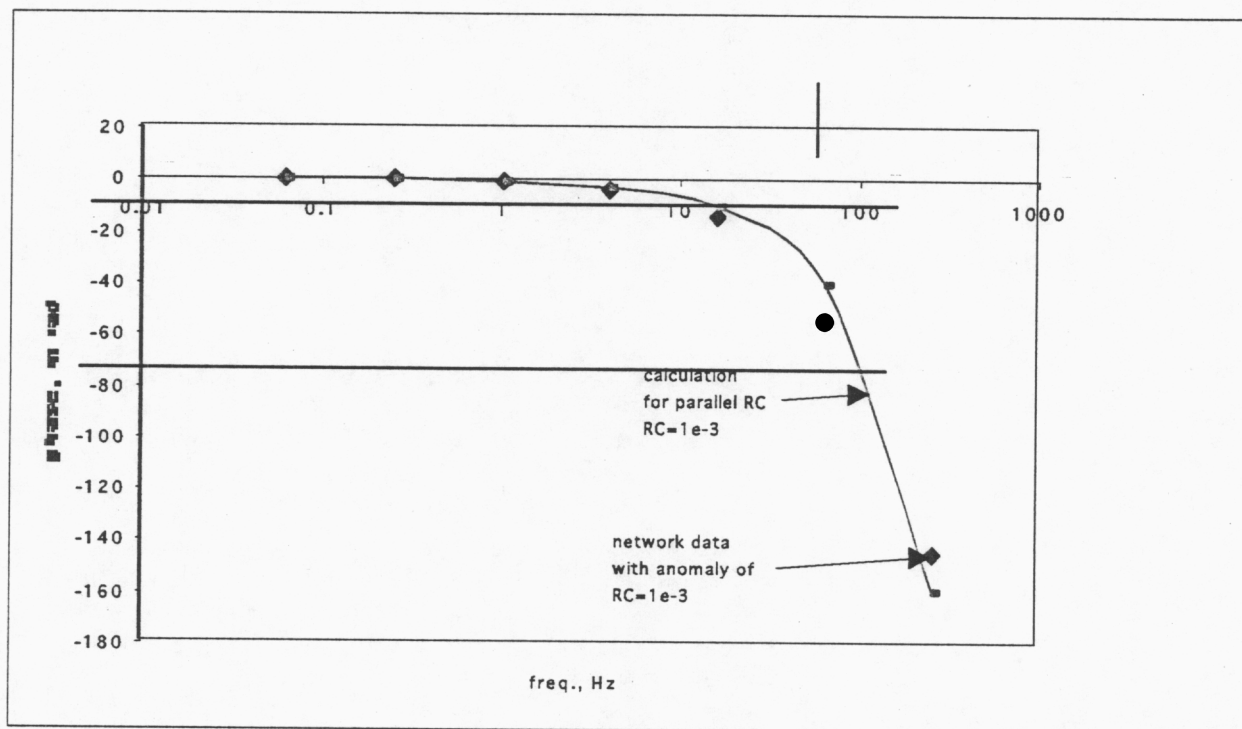 20
0
0.01 0.1 10 100 1000
-20
-40
-60
-80
-100
-120
-140
-160
-180
calculation
for parallel RC
RC=1e-3
network data
with anomaly of
RC=1e-3
freq., Hz